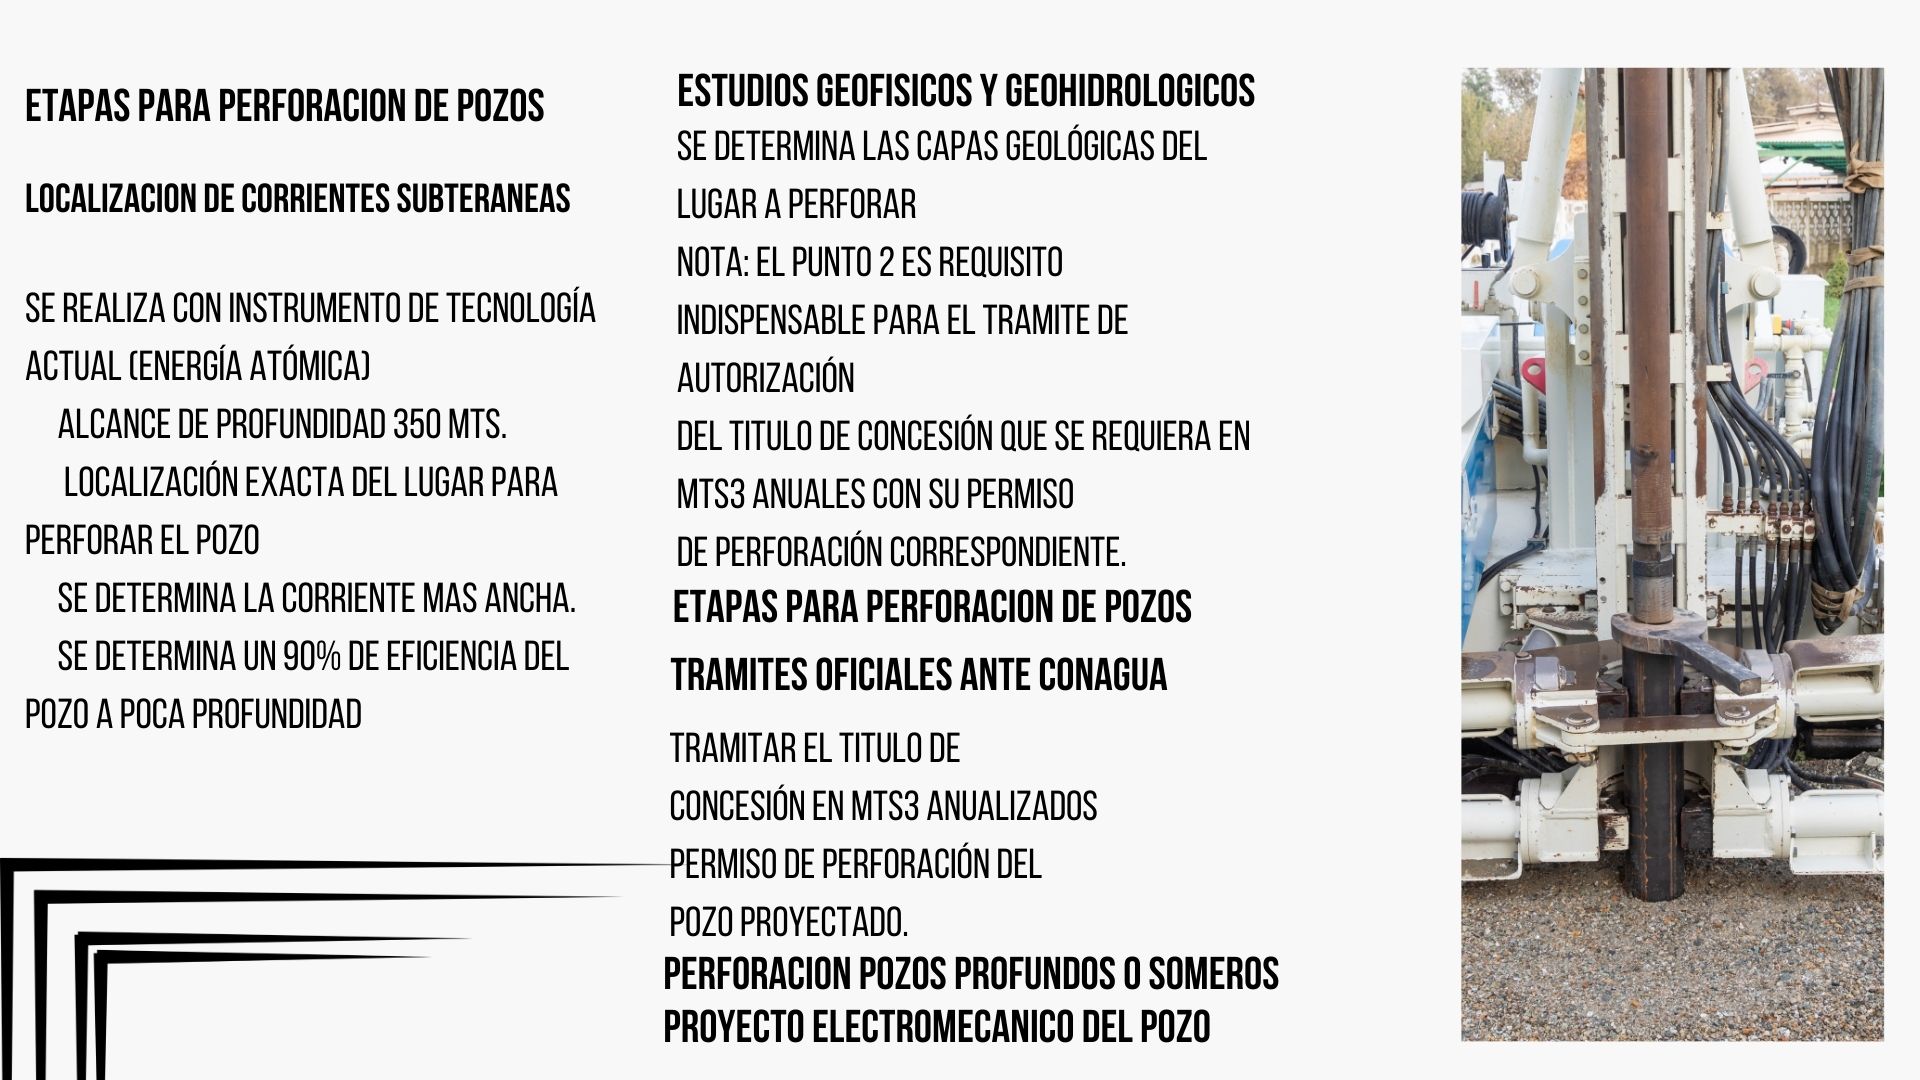 ETAPAS PARA PERFORACION DE POZOS
LOCALIZACION DE CORRIENTES SUBTERANEAS
SE REALIZA CON INSTRUMENTO DE TECNOLOGÍA
ACTUAL (ENERGÍA ATÓMICA)
ALCANCE DE PROFUNDIDAD 350 MTS.
LOCALIZACIÓN EXACTA DEL LUGAR PARA
PERFORAR EL POZO
SE DETERMINA LA CORRIENTE MAS ANCHA.
SE DETERMINA UN 90% DE EFICIENCIA DEL
POZO A POCA PROFUNDIDAD
ESTUDIOS GEOFISICOS Y GEOHIDROLOGICOS
SE DETERMINA LAS CAPAS GEOLÓGICAS DEL
LUGAR A PERFORAR
NOTA: EL PUNTO 2 ES REQUISITO
INDISPENSABLE PARA EL TRAMITE DE
AUTORIZACIÓN
DEL TITULO DE CONCESIÓN QUE SE REQUIERA EN
MTS3 ANUALES CON SU PERMISO
DE PERFORACIÓN CORRESPONDIENTE.
ETAPAS PARA PERFORACION DE POZOS
TRAMITES OFICIALES ANTE CONAGUA
TRAMITAR EL TITULO DE
CONCESIÓN EN MTS3 ANUALIZADOS
PERMISO DE PERFORACIÓN DEL
POZO PROYECTADO.
PERFORACION POZOS PROFUNDOS O SOMEROS
PROYECTO ELECTROMECANICO DEL POZO